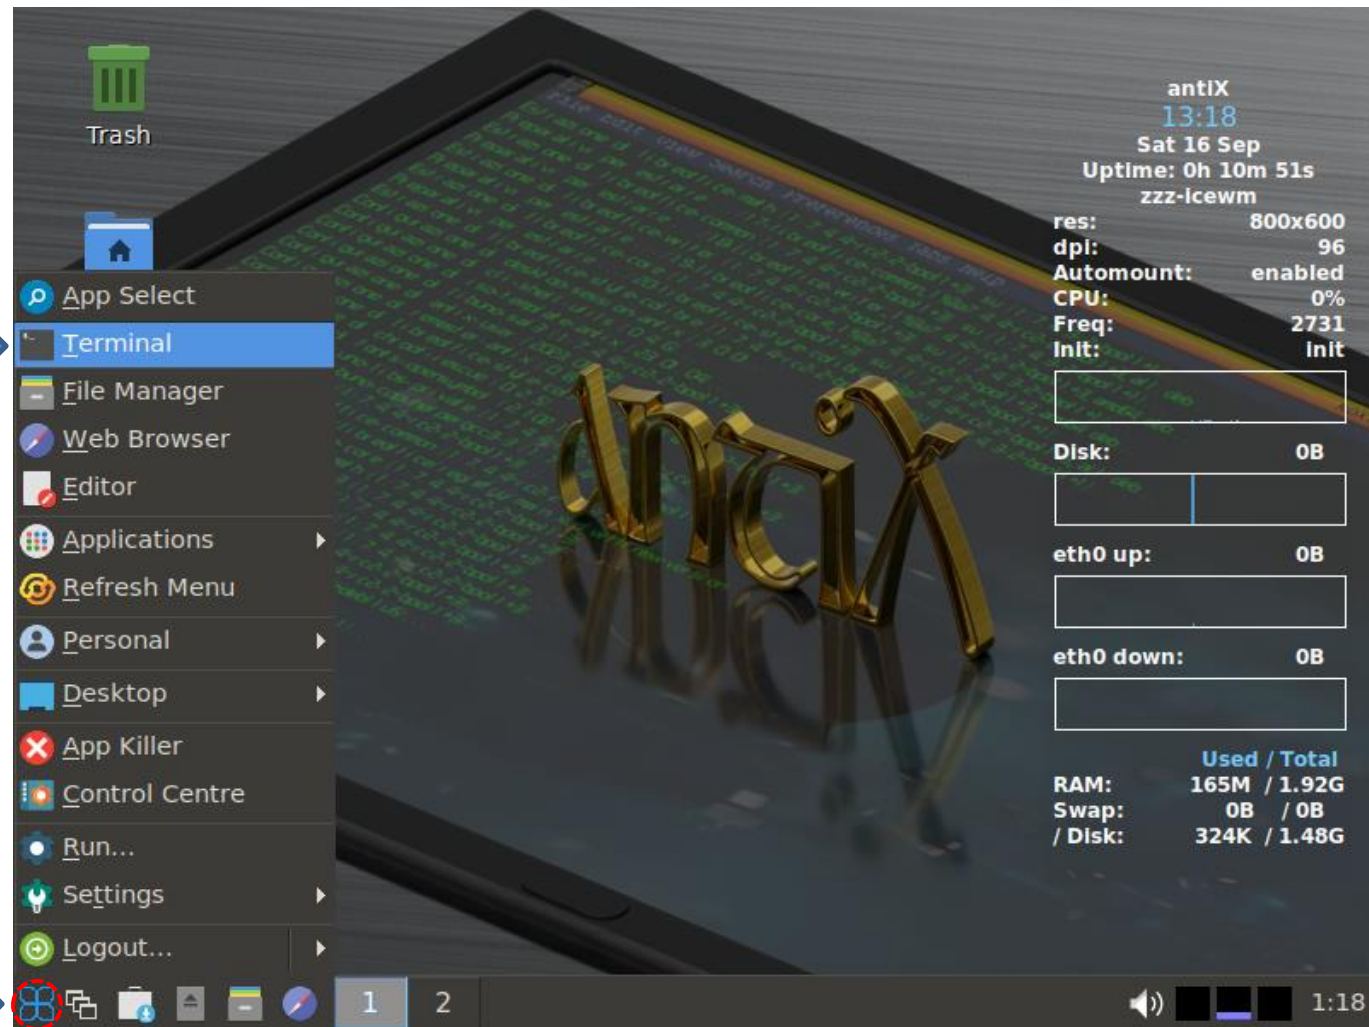 Trash
App Select
Terminal
File Manager
Web Browser
Editor
Applications
Refresh Menu
Personal
Desktop
App Killer
Control Centre
Run...
Settings
Logout...
1
2
antiX
antiX
13:18
Sat 16 Sep
Uptime: 0h 10m 51s
zzz-icewm
res: 800x600
dpi: 96
Automount: enabled
CPU: 0%
Freq: 2731
Init: init
Disk: 0B
eth0 up: 0B
eth0 down: 0B
Used / Total
RAM: 165M / 1.92G
Swap: 0B / 0B
/ Disk: 324K / 1.48G
1:18